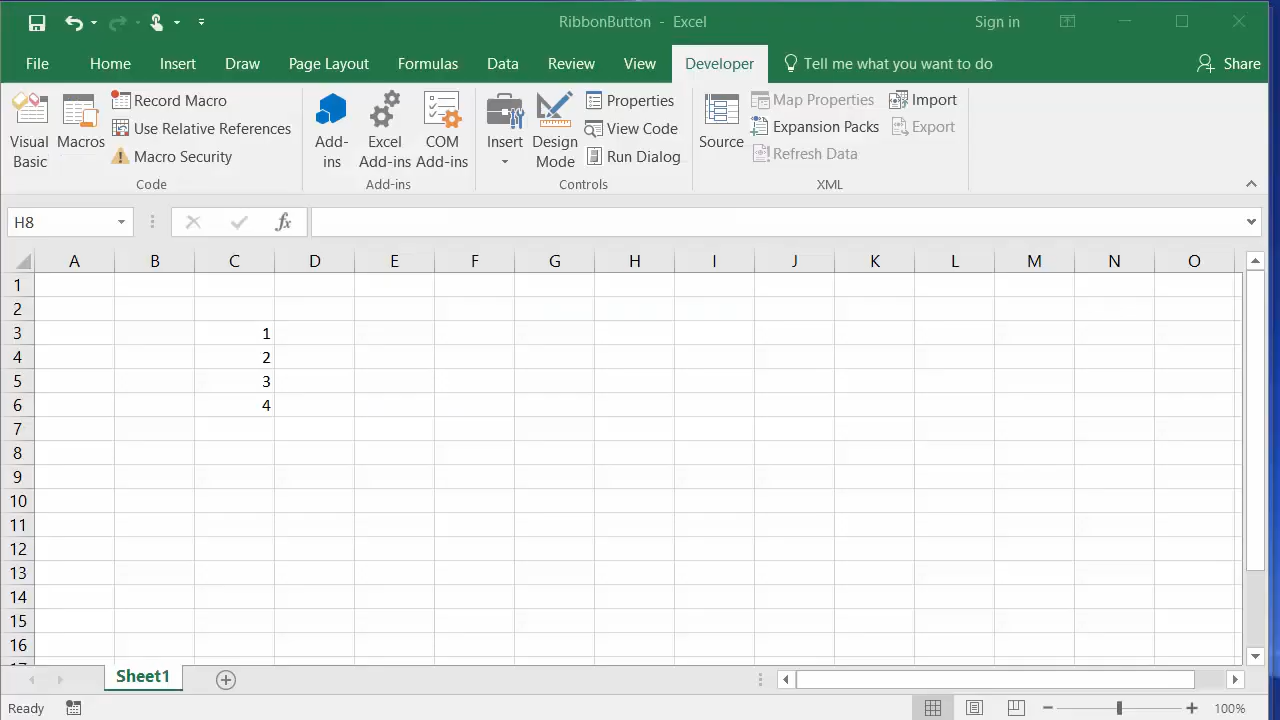 RibbonButton - Excel
Sign in
File Home Insert Draw Page Layout Formulas Data Review View Developer Tell me what you want to do Share
Visual Basic
Macros
Record Macro
Use Relative References
Macro Security
Code
Add-ins
Excel Add-ins
COM Add-ins
Add-ins
Insert
Design Mode
Properties
View Code
Run Dialog
Controls
Source
Map Properties
Expansion Packs
Refresh Data
Import
Export
XML
H8
fx
A B C D E F G H I J K L M N O
1
2
3 1
4 2
5 3
6 4
7
8
9
10
11
12
13
14
15
16
17
Sheet1
Ready
100%